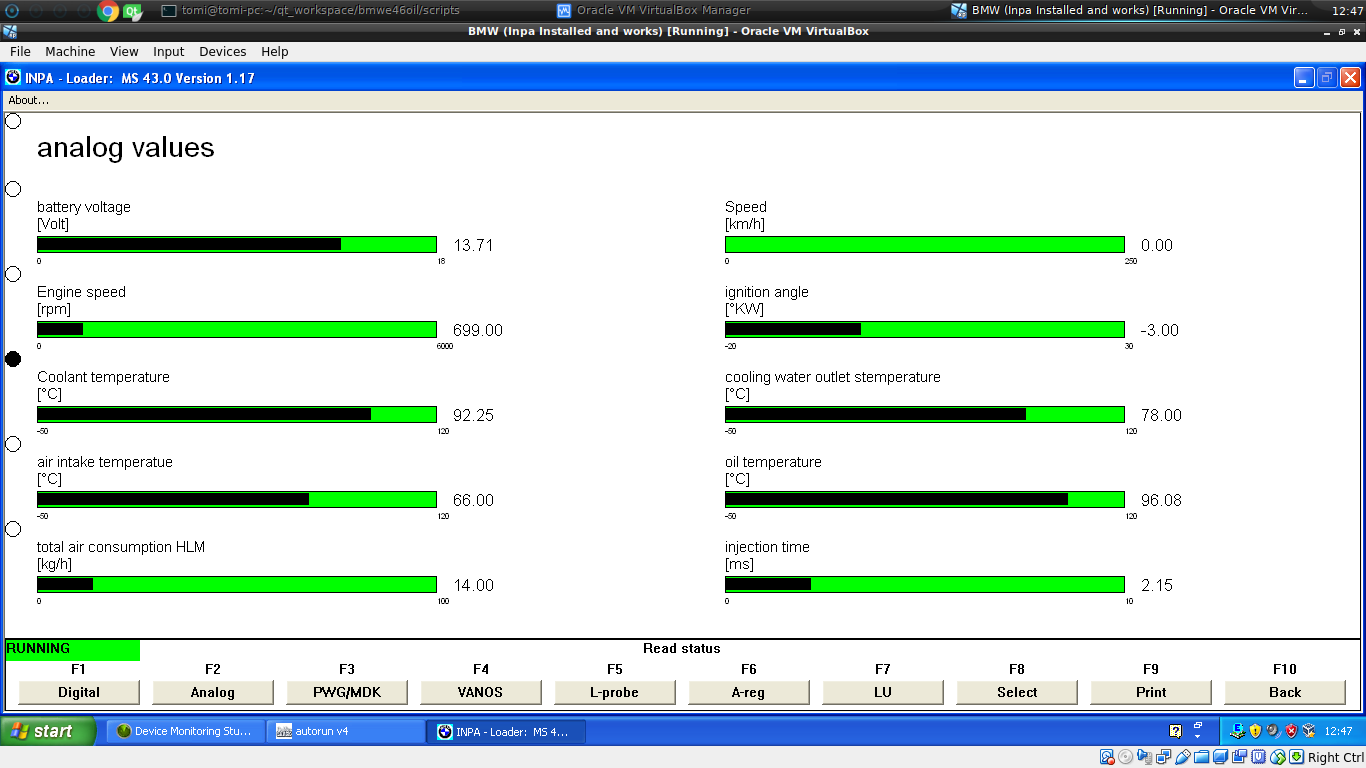 tomi@tomi-pc:~/qt_workspace/bmwe46oil/scripts
Oracle VM VirtualBox Manager
BMW (Inpa Installed and works) [Running] - Oracle VM Vir...
12:47
BMW (Inpa Installed and works) [Running] - Oracle VM VirtualBox
File Machine View Input Devices Help
INPA - Loader: MS 43.0 Version 1.17
About...
analog values
battery voltage
[Volt]
13.71
0 18
Speed
[km/h]
0.00
0 250
Engine speed
[rpm]
699.00
0 6000
ignition angle
[°KW]
-3.00
-20 30
Coolant temperature
[°C]
92.25
-50 120
cooling water outlet stemperature
[°C]
78.00
-50 120
air intake temperatue
[°C]
66.00
-50 120
oil temperature
[°C]
96.08
-50 120
total air consumption HLM
[kg/h]
14.00
0 100
injection time
[ms]
2.15
0 10
RUNNING
Read status
F1 F2 F3 F4 F5 F6 F7 F8 F9 F10
Digital Analog PWG/MDK VANOS L-probe A-reg LU Select Print Back
start
Device Monitoring Stu...
autorun v4
INPA - Loader: MS 4...
12:47
Right Ctrl